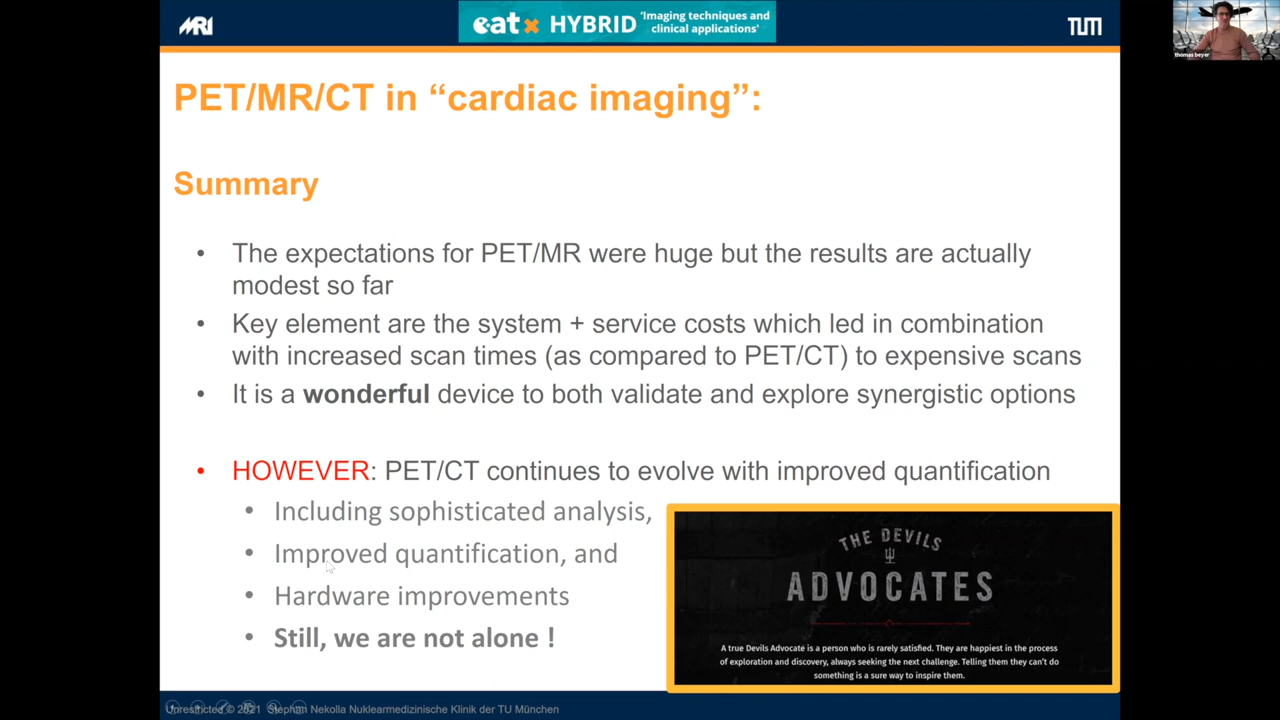 MRI
eatx HYBRID
'Imaging techniques and
clinical applications'
TUM
thomas beyer
PET/MR/CT in “cardiac imaging”:
Summary
• The expectations for PET/MR were huge but the results are actually
modest so far
• Key element are the system + service costs which led in combination
with increased scan times (as compared to PET/CT) to expensive scans
• It is a wonderful device to both validate and explore synergistic options
• HOWEVER: PET/CT continues to evolve with improved quantification
• Including sophisticated analysis,
• Improved quantification, and
• Hardware improvements
• Still, we are not alone !
THE DEVILS
ADVOCATES
A true Devils Advocate is a person who is rarely satisfied. They are happiest in the process
of exploration and discovery, always seeking the next challenge. Telling them they can't do
something is a sure way to inspire them.
Unrestricted © 2021 Stephan Nekolla Nuklearmedizinische Klinik der TU München